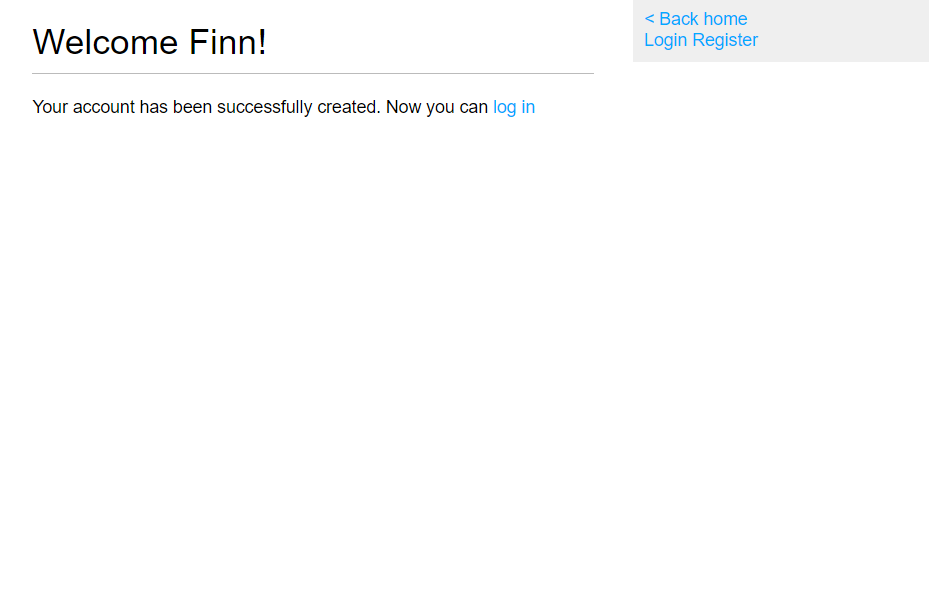 Welcome Finn!
Your account has been successfully created. Now you can log in
< Back home
Login Register